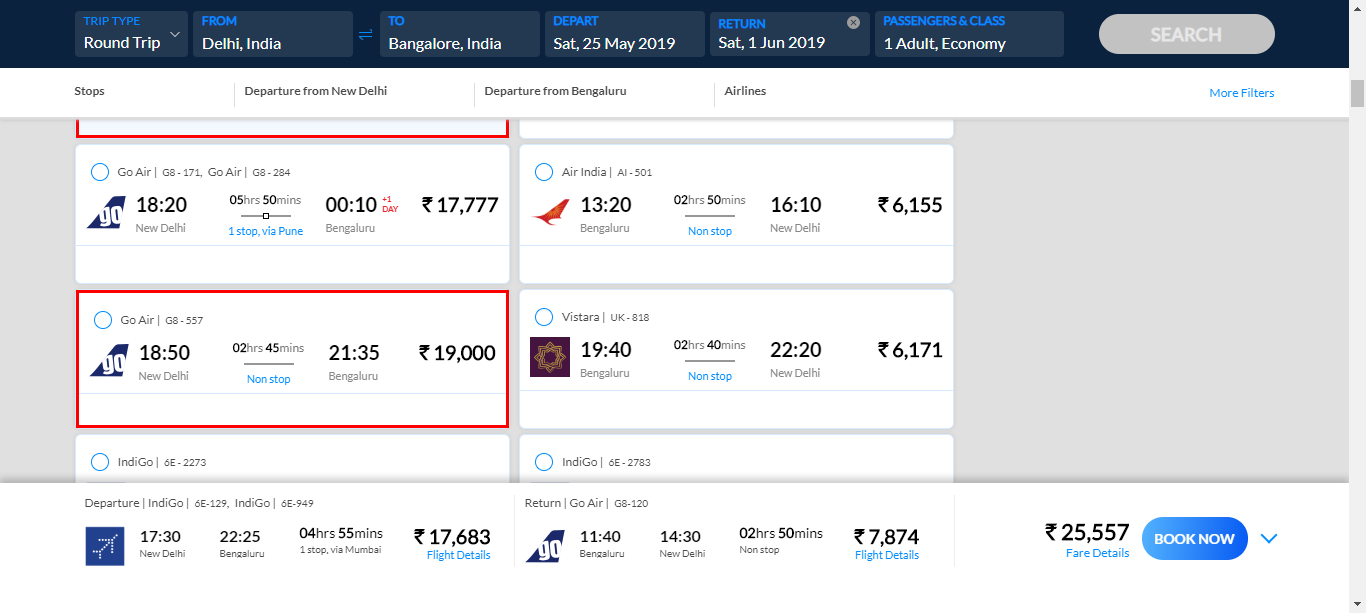 TRIP TYPE FROM TO DEPART RETURN PASSENGERS & CLASS
Round Trip Delhi, India Bangalore, India Sat, 25 May 2019 Sat, 1 Jun 2019 1 Adult, Economy SEARCH
Stops Departure from New Delhi Departure from Bengaluru Airlines More Filters
Go Air | G8 - 171, Go Air | G8 - 284
18:20 05hrs 50mins 00:10 +1 DAY ₹ 17,777
New Delhi 1 stop, via Pune Bengaluru
Air India | AI - 501
13:20 02hrs 50mins 16:10 ₹ 6,155
Bengaluru Non stop New Delhi
go
Go Air | G8 - 557
18:50 02hrs 45mins 21:35 ₹ 19,000
New Delhi Non stop Bengaluru
go
Vistara | UK - 818
19:40 02hrs 40mins 22:20 ₹ 6,171
Bengaluru Non stop New Delhi
IndiGo | 6E - 2273
IndiGo | 6E - 2783
Departure | IndiGo | 6E-129, IndiGo | 6E-949
17:30 22:25 04hrs 55mins ₹ 17,683
New Delhi Bengaluru 1 stop, via Mumbai Flight Details
Return | Go Air | G8-120
go
11:40 14:30 02hrs 50mins ₹ 7,874
Bengaluru New Delhi Non stop Flight Details
₹ 25,557
Fare Details
BOOK NOW